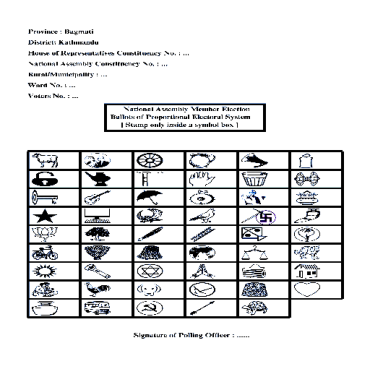 Province : Bagmati
District: Kathmandu
House of Representatives Constituency No. : ...
National Assembly Constituency No. : ...
Rural/Municipality : ...
Word No. : ...
Voters No. : ...
National Assembly Member Election
Ballots of Proportional Electoral System
[ Stamp only inside a symbol box ]
Signature of Polling Officer : ......